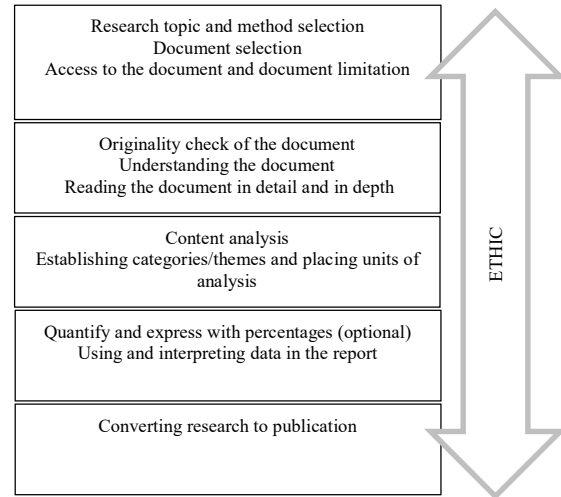 Research topic and method selection
Document selection
Access to the document and document limitation
Originality check of the document
Understanding the document
Reading the document in detail and in depth
Content analysis
Establishing categories/themes and placing units of
analysis
Quantify and express with percentages (optional)
Using and interpreting data in the report
Converting research to publication
ETHIC